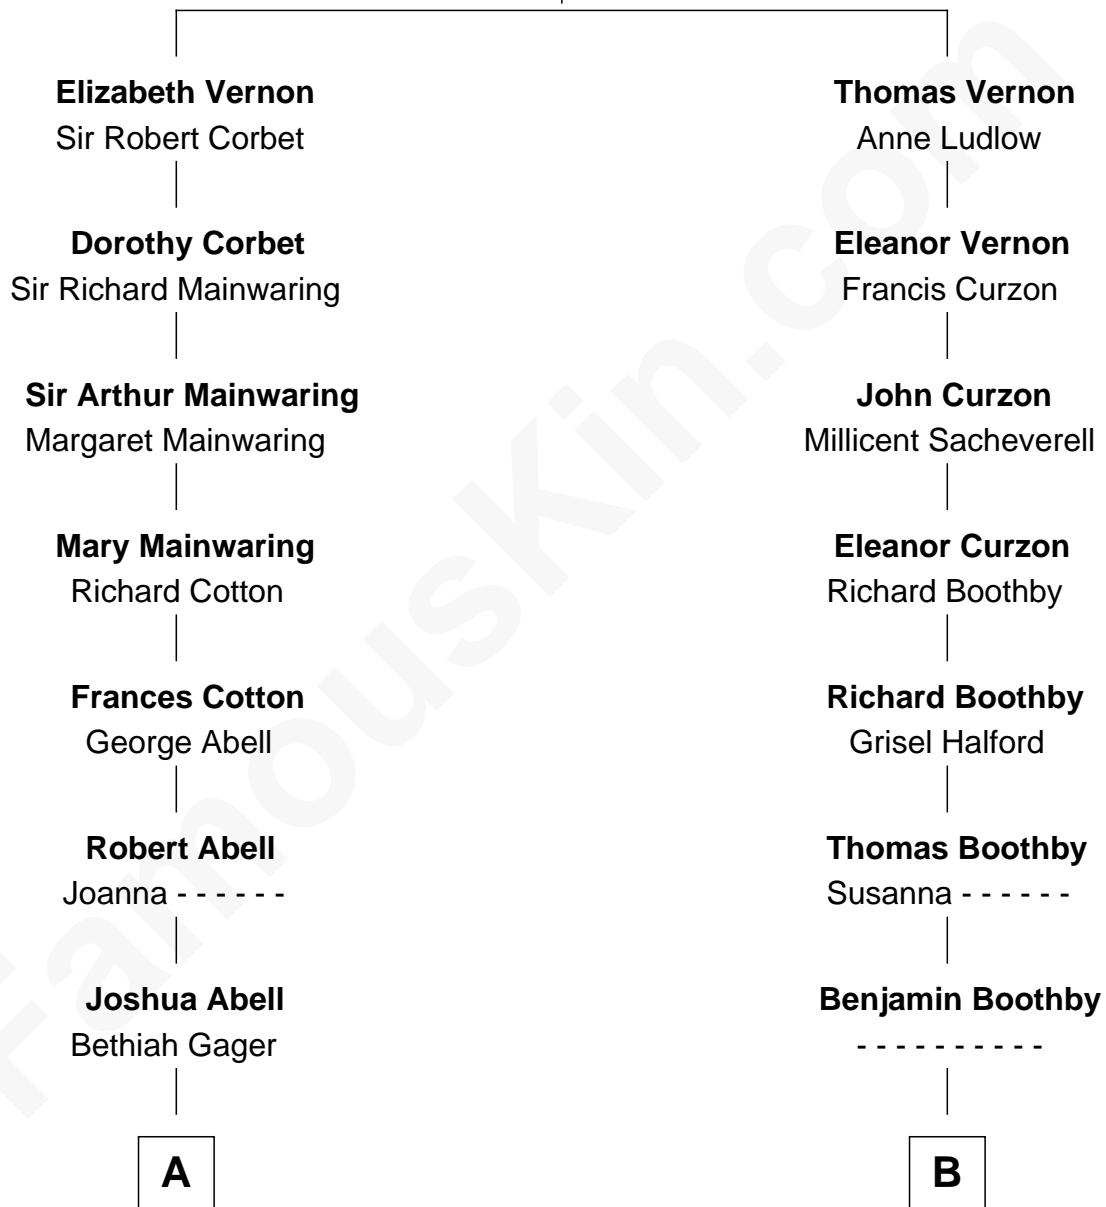 Elizabeth Vernon
Sir Robert Corbet
Dorothy Corbet
Sir Richard Mainwaring
Sir Arthur Mainwaring
Margaret Mainwaring
Mary Mainwaring
Richard Cotton
Frances Cotton
George Abell
Robert Abell
Joanna - - - - - -
Joshua Abell
Bethiah Gager
A
Thomas Vernon
Anne Ludlow
Eleanor Vernon
Francis Curzon
John Curzon
Millicent Sacheverell
Eleanor Curzon
Richard Boothby
Richard Boothby
Grisel Halford
Thomas Boothby
Susanna - - - - - -
Benjamin Boothby
- - - - - - - - - -
B
FamousKin.com